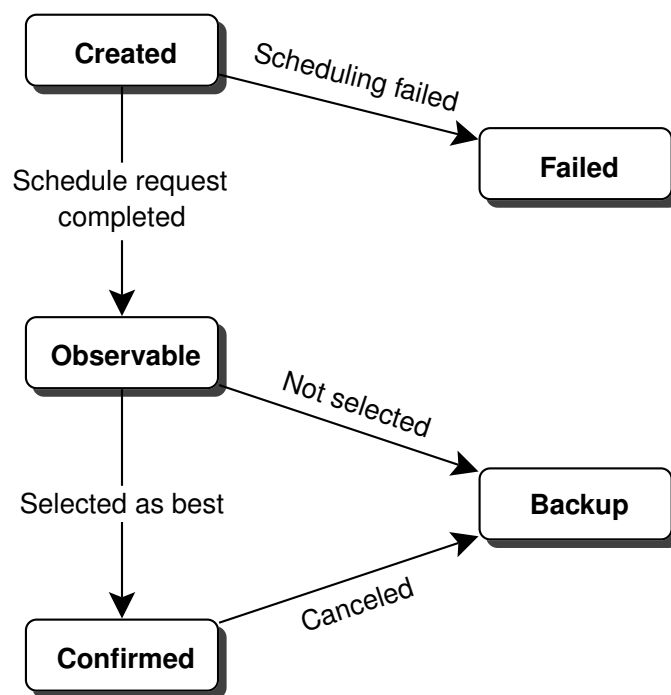 Created
Scheduling failed
Failed
Schedule request
completed
Observable
Not selected
Selected as best
Backup
Canceled
Confirmed